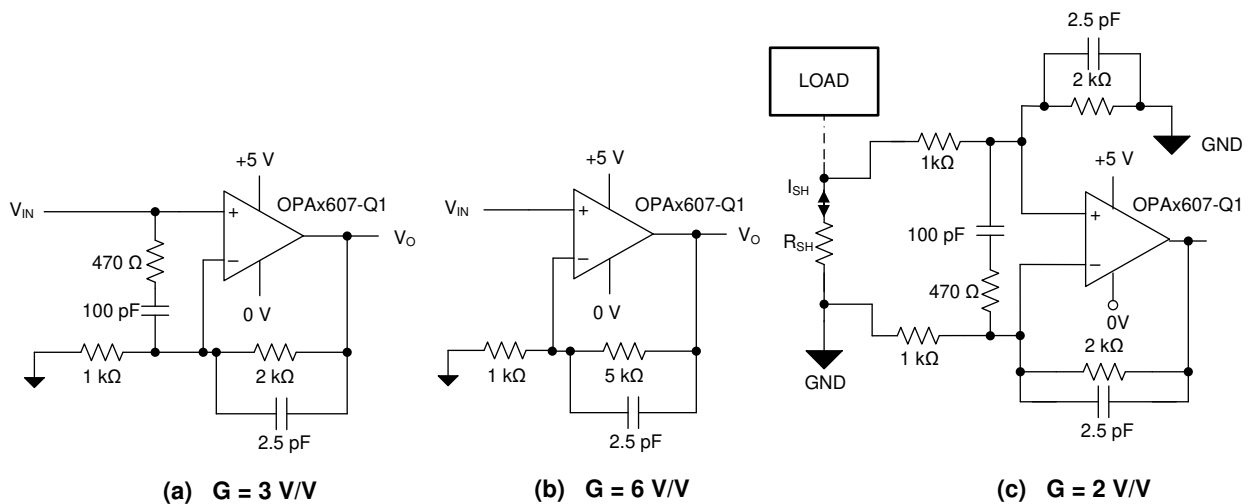 +5 V
OPAx607-Q1
V_IN
+
−
V_O
470 Ω
100 pF
0 V
1 kΩ
2 kΩ
2.5 pF
(a) G = 3 V/V
+5 V
OPAx607-Q1
V_IN
+
−
V_O
0 V
1 kΩ
5 kΩ
2.5 pF
(b) G = 6 V/V
LOAD
2.5 pF
2 kΩ
GND
1kΩ
I_SH
+5 V
OPAx607-Q1
R_SH
100 pF
+
−
470 Ω
0V
1 kΩ
GND
2 kΩ
2.5 pF
(c) G = 2 V/V